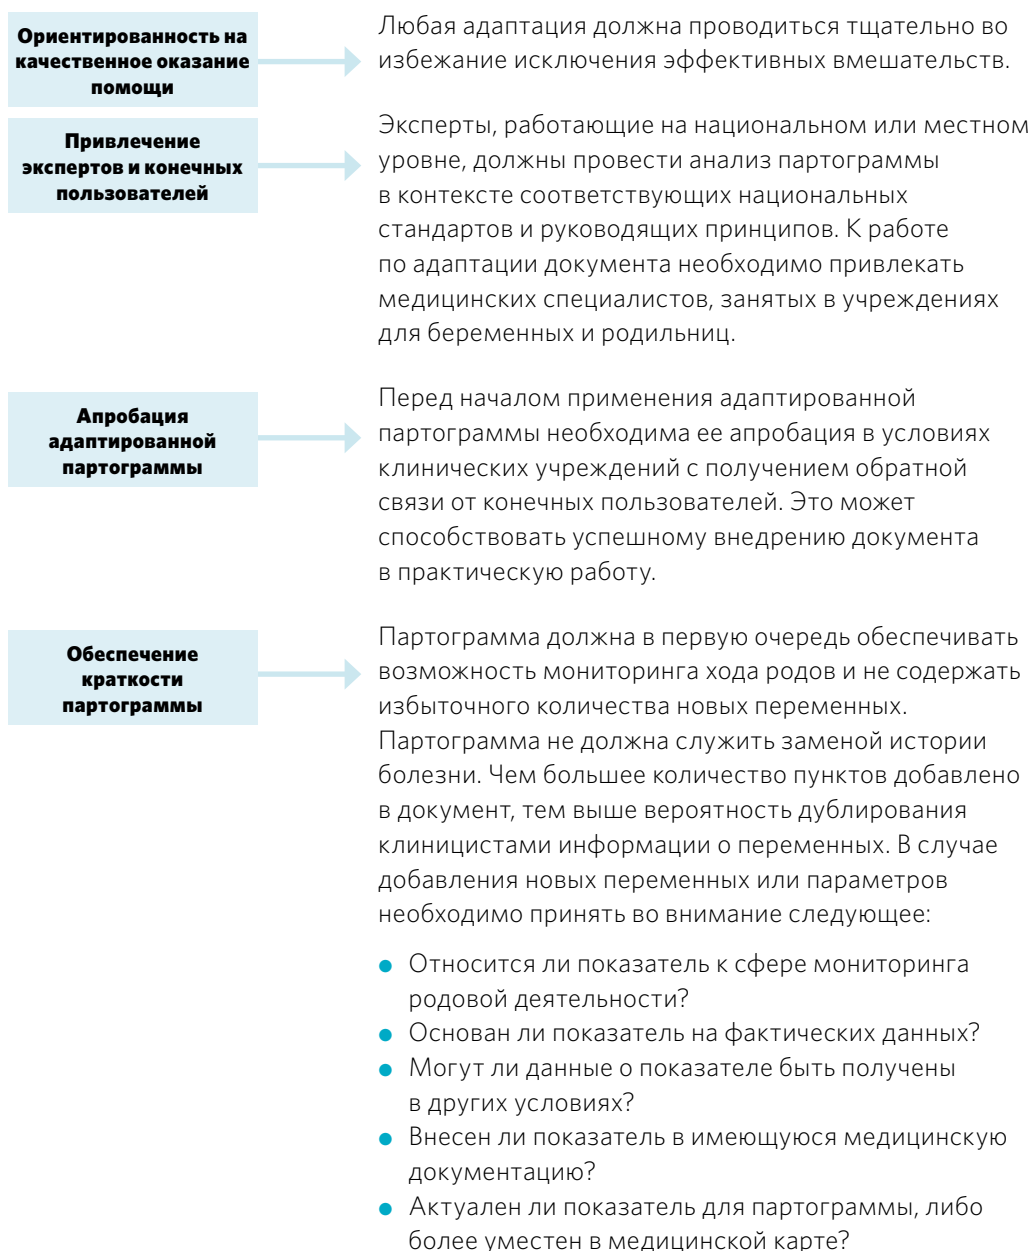 Ориентированность на
качественное оказание
помощи
Любая адаптация должна проводиться тщательно во
избежание исключения эффективных вмешательств.
Привлечение
экспертов и конечных
пользователей
Эксперты, работающие на национальном или местном
уровне, должны провести анализ партограммы
в контексте соответствующих национальных
стандартов и руководящих принципов. К работе
по адаптации документа необходимо привлекать
медицинских специалистов, занятых в учреждениях
для беременных и родильниц.
Апробация
адаптированной
партограммы
Перед началом применения адаптированной
партограммы необходима ее апробация в условиях
клинических учреждений с получением обратной
связи от конечных пользователей. Это может
способствовать успешному внедрению документа
в практическую работу.
Обеспечение
краткости
партограммы
Партограмма должна в первую очередь обеспечивать
возможность мониторинга хода родов и не содержать
избыточного количества новых переменных.
Партограмма не должна служить заменой истории
болезни. Чем большее количество пунктов добавлено
в документ, тем выше вероятность дублирования
клиницистами информации о переменных. В случае
добавления новых переменных или параметров
необходимо принять во внимание следующее:
● Относится ли показатель к сфере мониторинга
родовой деятельности?
● Основан ли показатель на фактических данных?
● Могут ли данные о показателе быть получены
в других условиях?
● Внесен ли показатель в имеющуюся медицинскую
документацию?
● Актуален ли показатель для партограммы, либо
более уместен в медицинской карте?